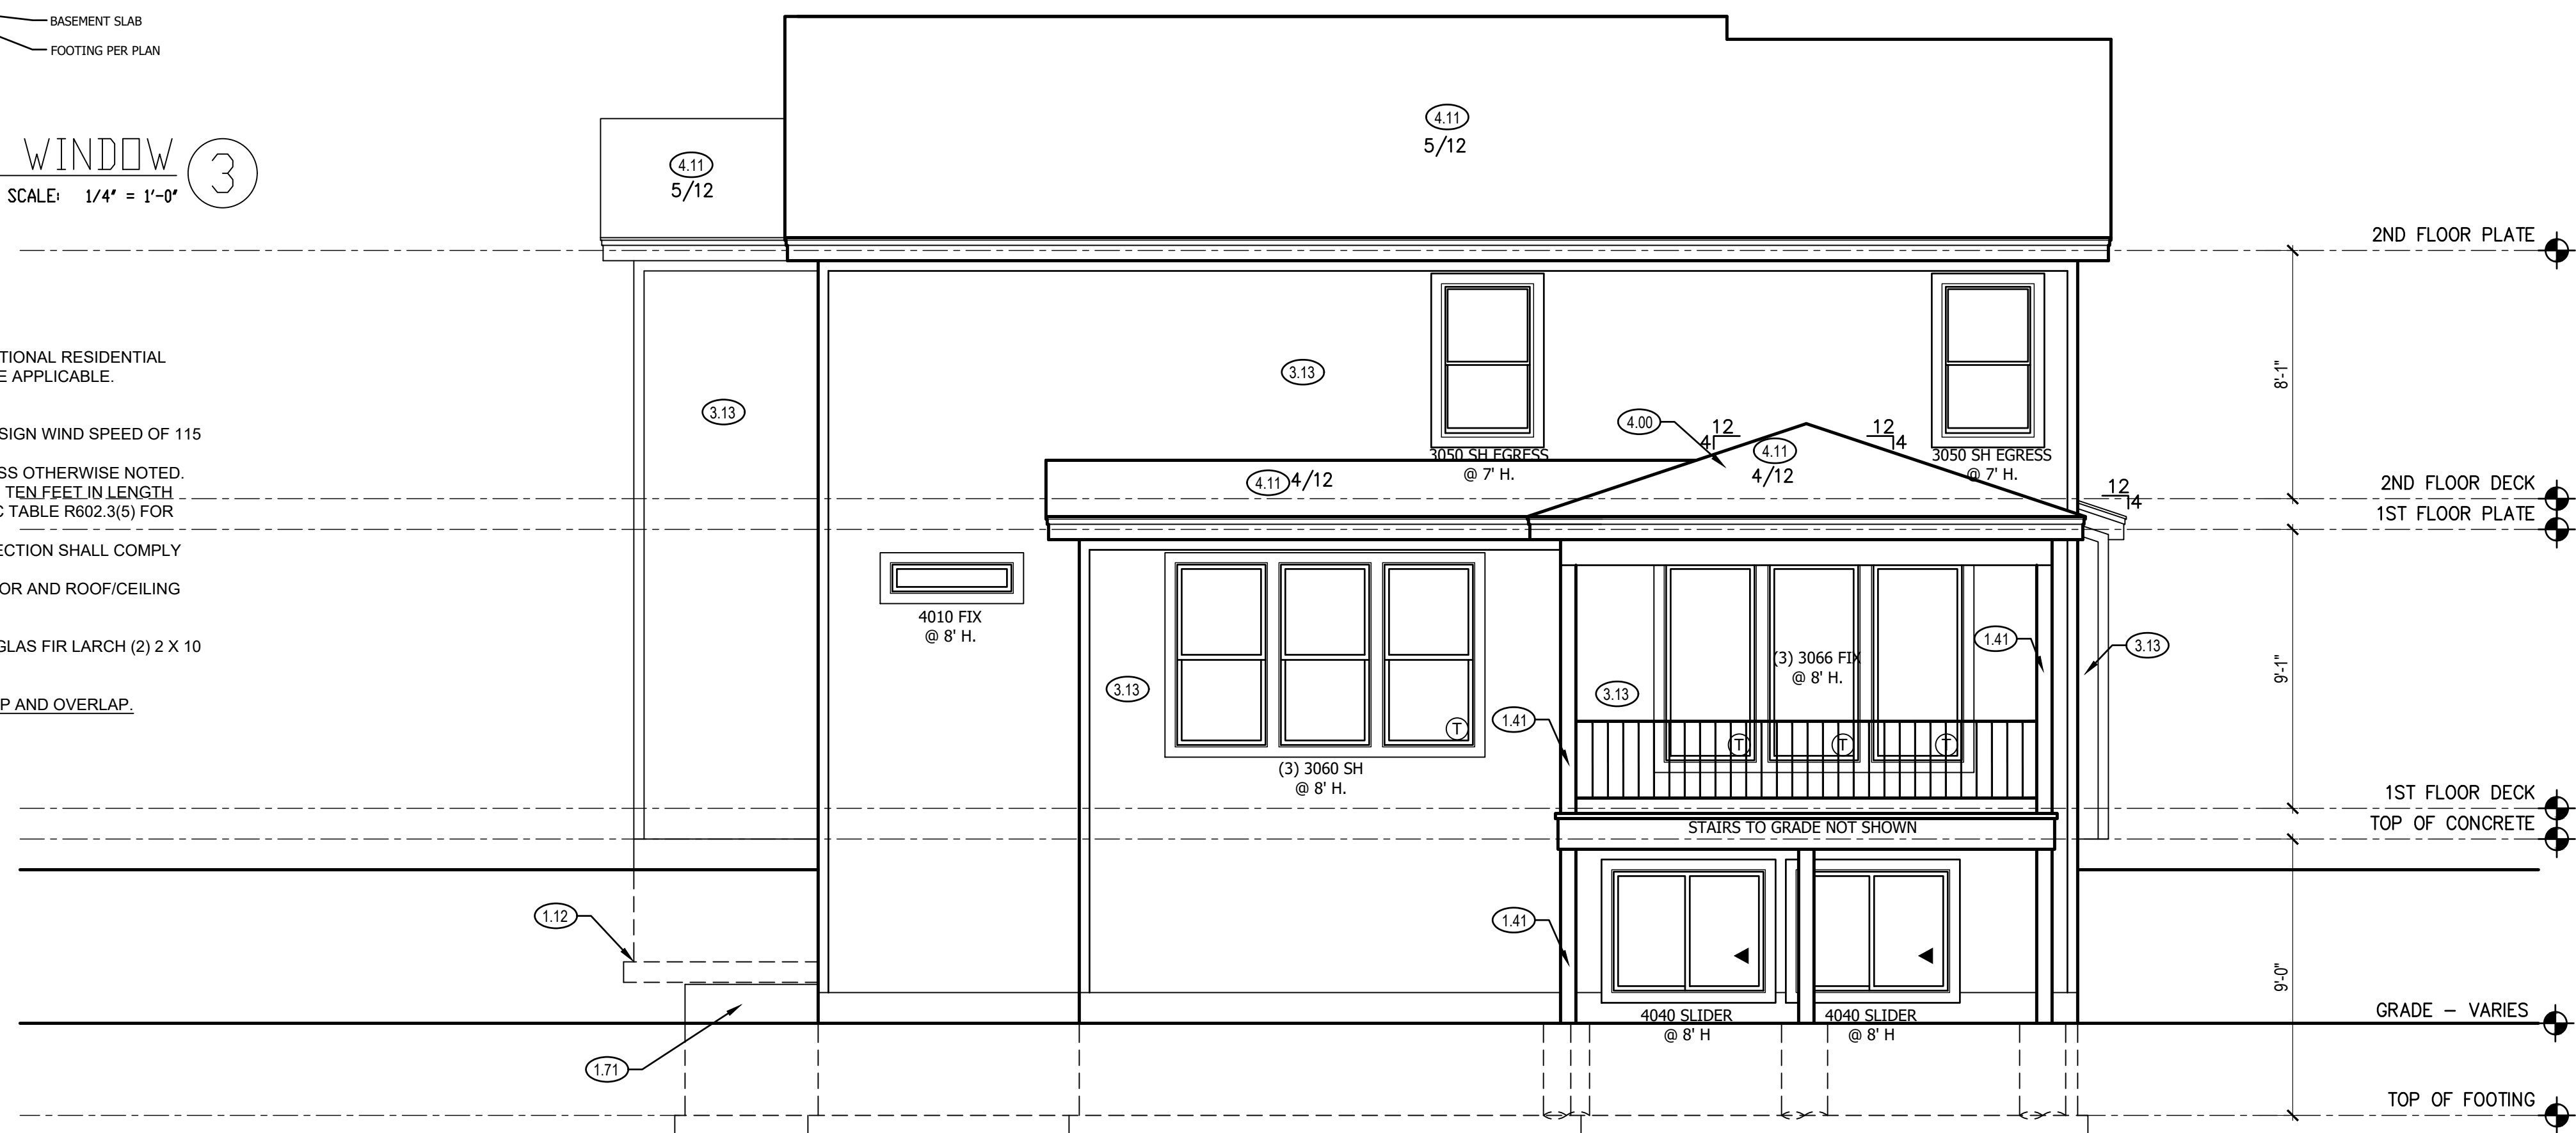 BASEMENT SLAB
FOOTING PER PLAN
WINDOW
3
SCALE: 1/4" = 1'-0"
TIONAL RESIDENTIAL
E APPLICABLE.
SIGN WIND SPEED OF 115
SS OTHERWISE NOTED.
TEN FEET IN LENGTH
C TABLE R602.3(5) FOR
ECTION SHALL COMPLY
OR AND ROOF/CEILING
GLAS FIR LARCH (2) 2 X 10
P AND OVERLAP.
4.11
5/12
4.11
5/12
3.13
3.13
3050 SH EGRESS
@ 7' H.
3050 SH EGRESS
@ 7' H.
4.00
12
4
12
4
4.11
4/12
4.11 4/12
12
4
4010 FIX
@ 8' H.
3.13
T
(3) 3060 SH
@ 8' H.
(3) 3066 FIX
@ 8' H.
3.13
1.41
3.13
1.41
T
T
T
STAIRS TO GRADE NOT SHOWN
1.12
1.41
1.71
4040 SLIDER
@ 8' H
4040 SLIDER
@ 8' H
2ND FLOOR PLATE
8'-1"
2ND FLOOR DECK
1ST FLOOR PLATE
9'-1"
1ST FLOOR DECK
TOP OF CONCRETE
9'-0"
GRADE - VARIES
TOP OF FOOTING